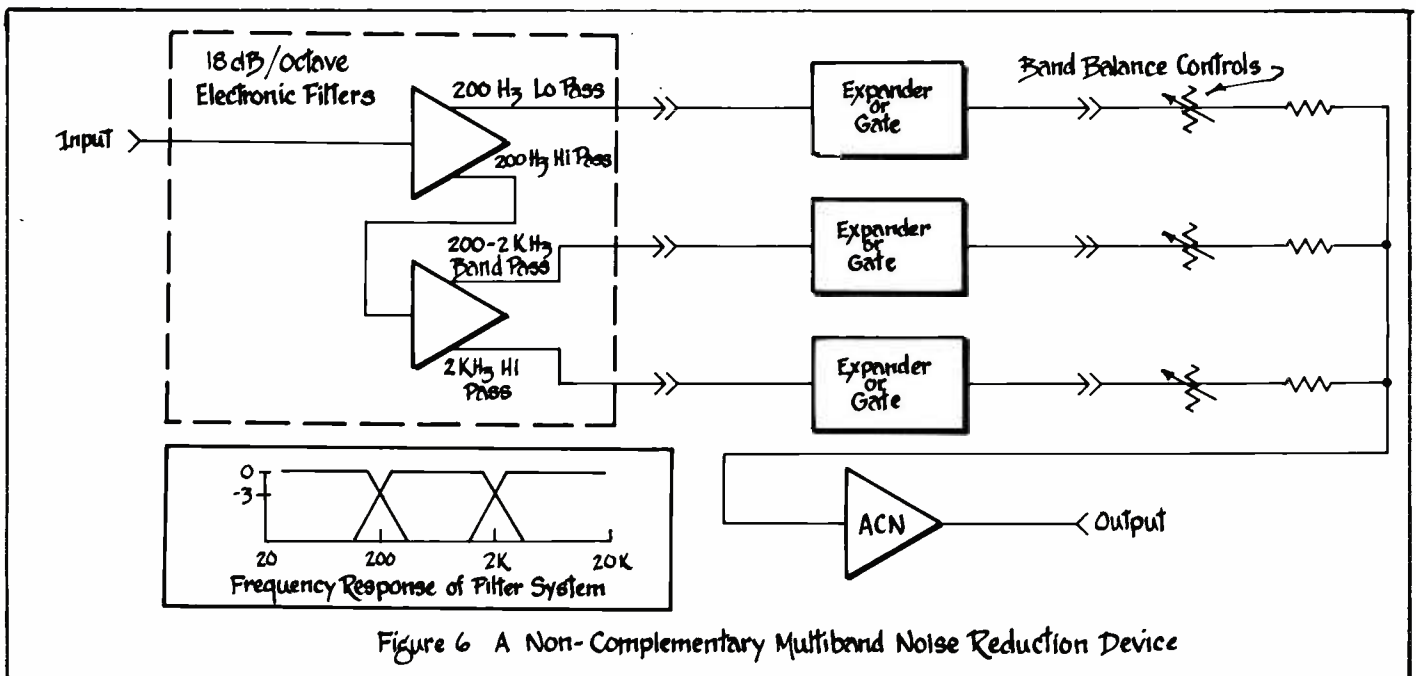 18 dB/Octave
Electronic Filters
Input
200 Hz Lo Pass
200 Hz Hi Pass
200-2 KHz
Band Pass
2 KHz Hi
Pass
Expander
or
Gate
Band Balance Controls
Expander
or
Gate
Expander
or
Gate
ACN
Output
0
-3
20
200
2K
20K
Frequency Response of Filter System
Figure 6 A Non-Complementary Multiband Noise Reduction Device